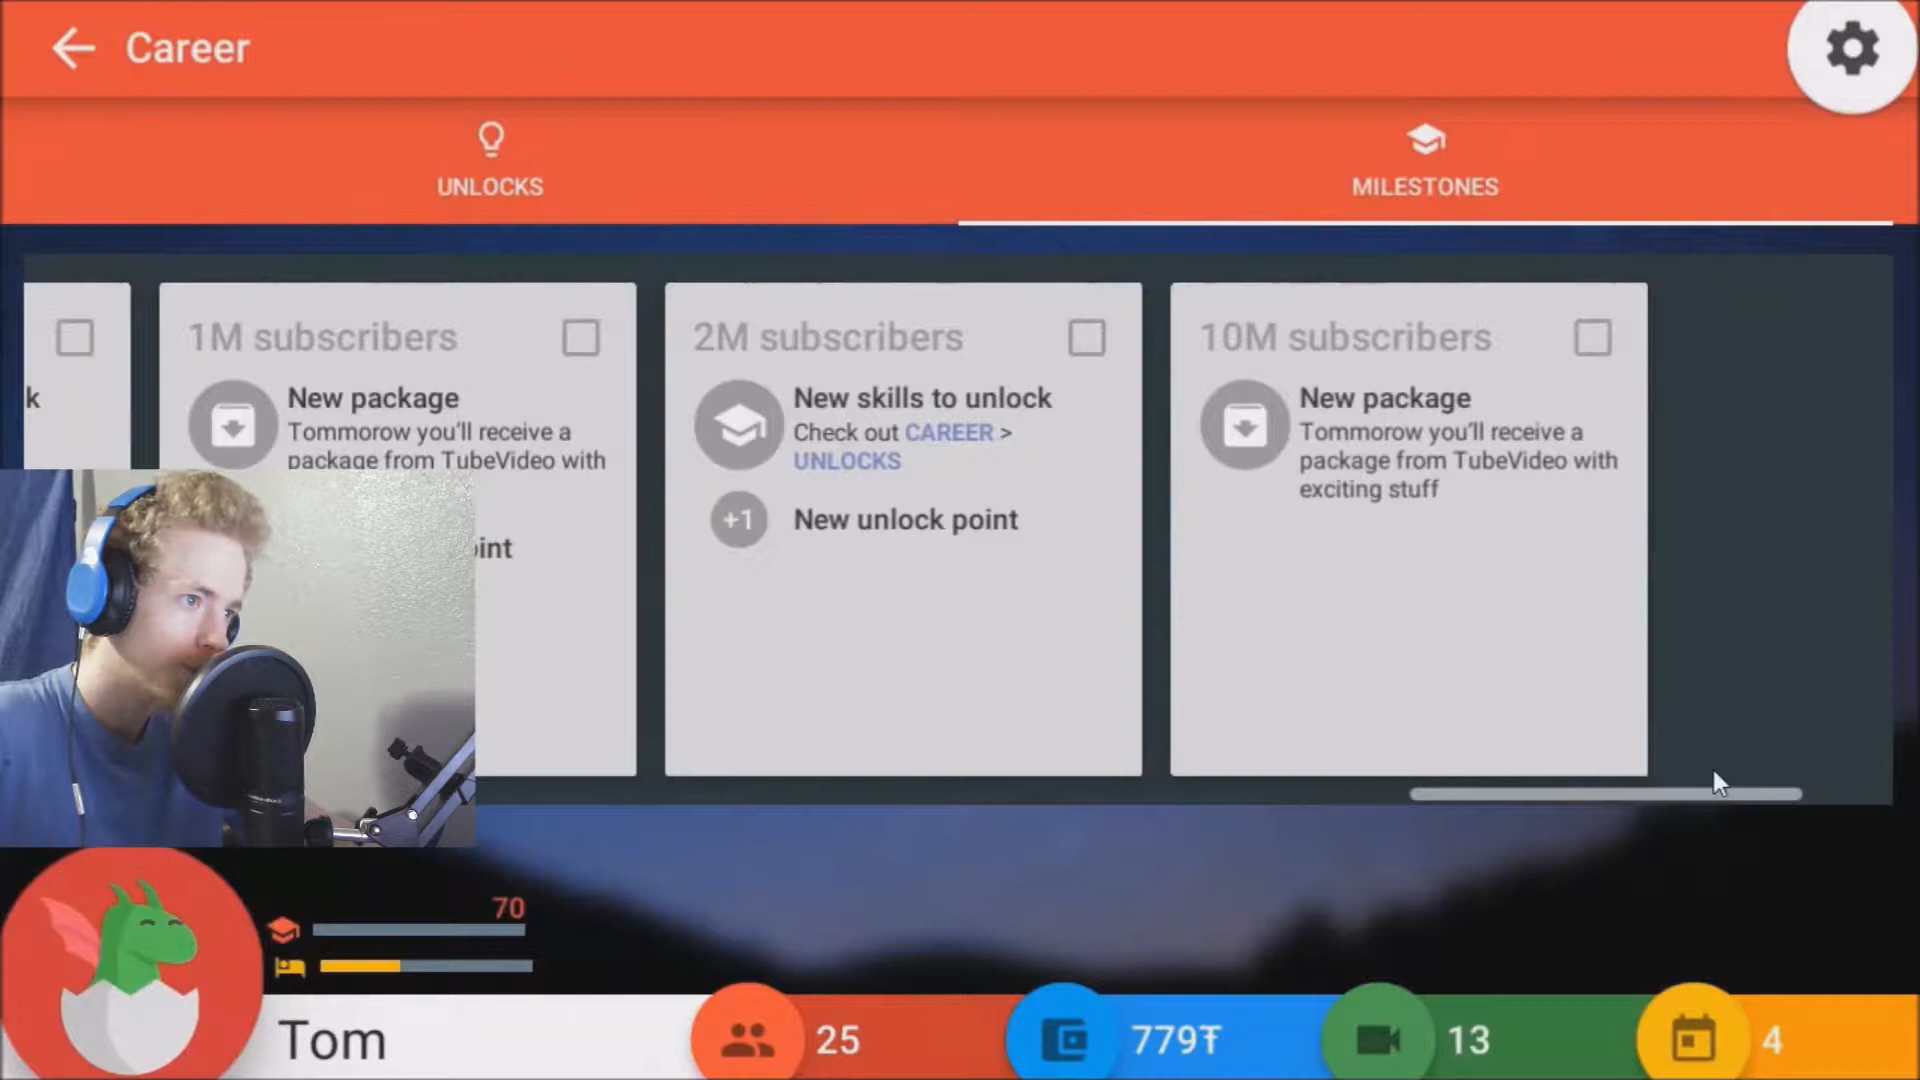 Career
UNLOCKS
MILESTONES
k
1M subscribers
New package
Tommorow you'll receive a
package from TubeVideo with
int
2M subscribers
New skills to unlock
Check out CAREER >
UNLOCKS
+1 New unlock point
10M subscribers
New package
Tommorow you'll receive a
package from TubeVideo with
exciting stuff
70
Tom
25
779Ŧ
13
4